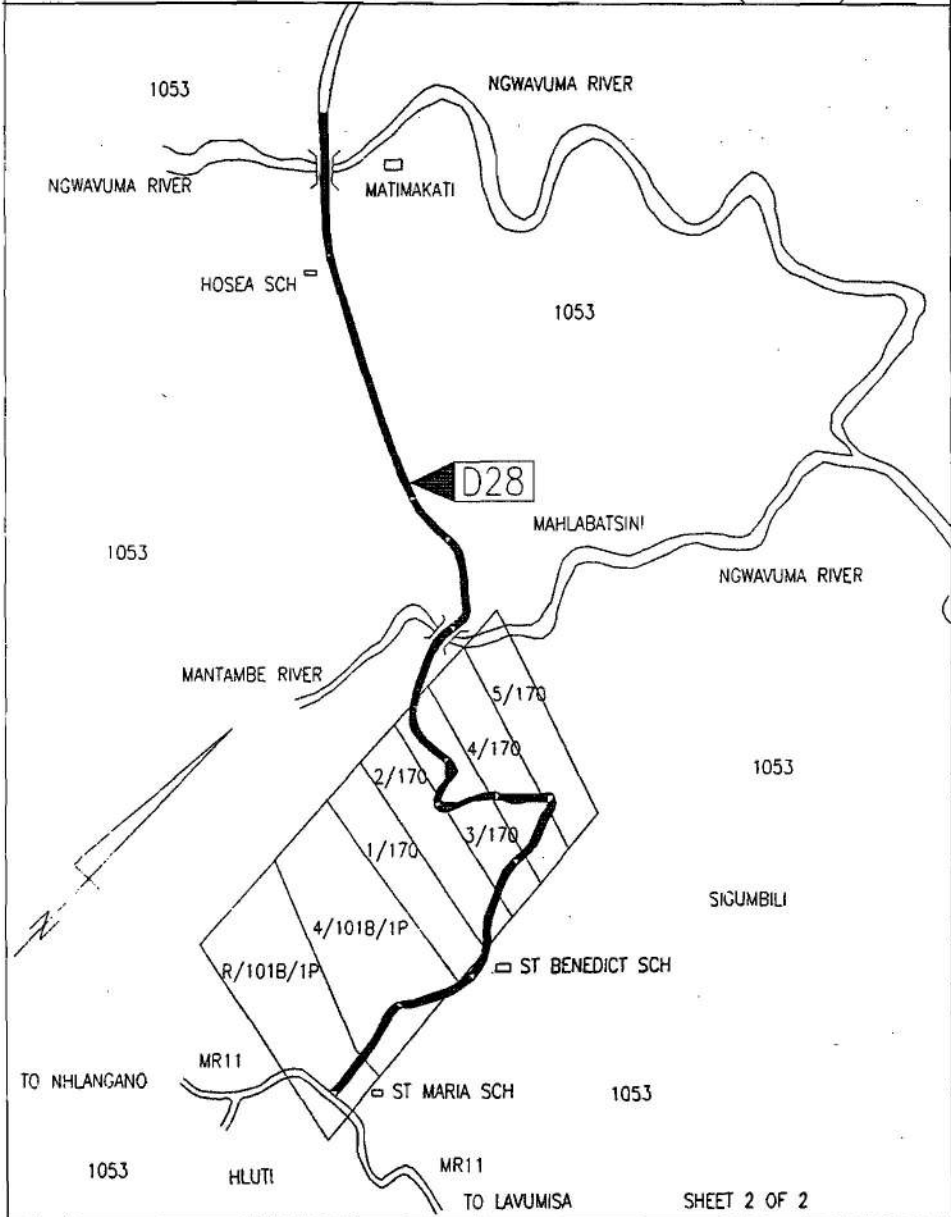 1053
NGWAVUMA RIVER
NGWAVUMA RIVER
MATIMAKATI
HOSEA SCH
1053
D28
MAHLABATSINI
1053
NGWAVUMA RIVER
MANTAMBE RIVER
5/170
4/170
1053
2/170
3/170
1/170
SIGUMBILI
4/101B/1P
N
R/101B/1P
ST BENEDICT SCH
MR11
TO NHLANGANO
ST MARIA SCH
1053
1053
HLUTI
MR11
TO LAVUMISA
SHEET 2 OF 2